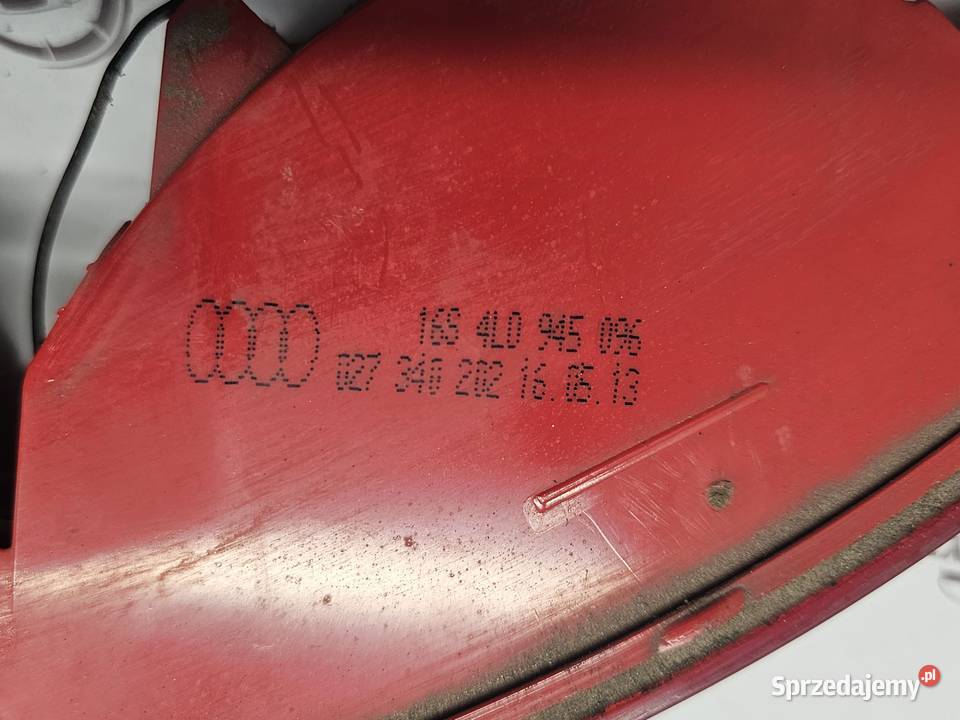 169 4L0 945 096
027 340 202 16.05.13
Sprzedajemy.pl